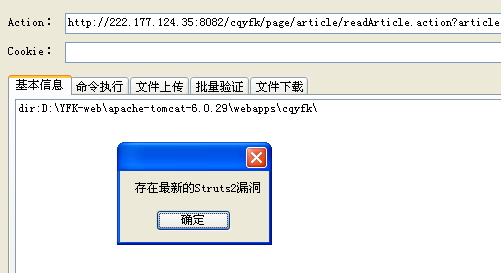 Action： http://222.177.124.35:8082/cqyfk/page/article/readArticle.action?article
Cookie：
基本信息 命令执行 文件上传 批量验证 文件下载
dir:D:\YFK-web\apache-tomcat-6.0.29\webapps\cqyfk\
存在最新的Struts2漏洞
确定